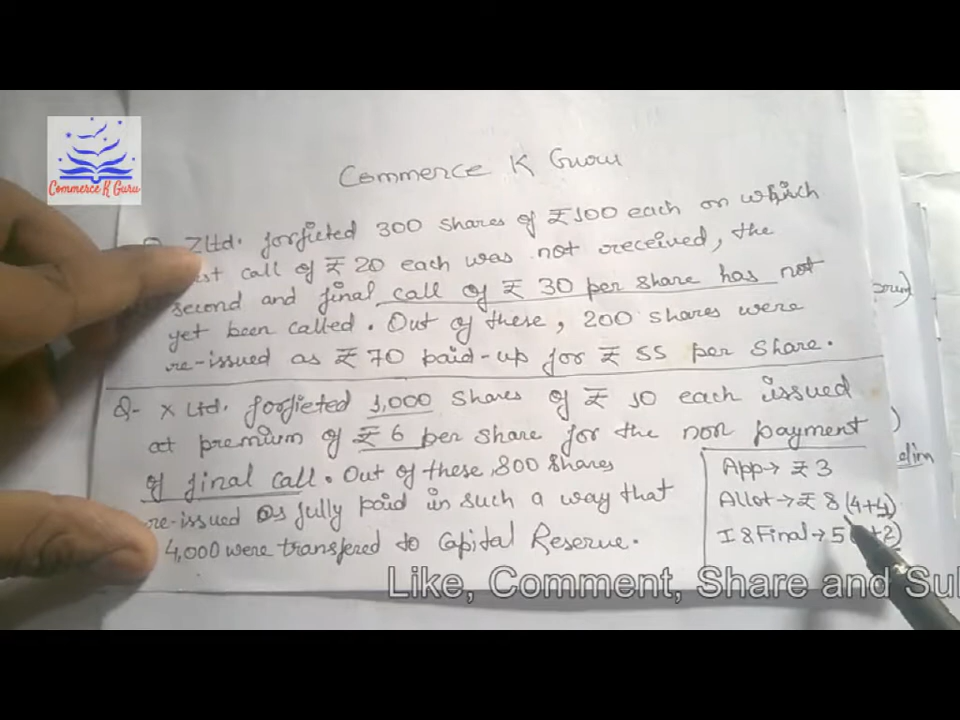 Commerce K Guru
Commerce K Guru
Z Ltd. forfieted 300 shares of ₹ 100 each on which
call of ₹ 20 each was not received, the
second and final call of ₹ 30 per share has not
yet been called. Out of these, 200 shares were
re-issued as ₹ 70 paid-up for ₹ 55 per share.
Q- X Ltd. forfieted 1,000 shares of ₹ 10 each issued
at premium of ₹ 6 per share for the non payment
of final call. Out of these, 800 shares
re-issued as fully paid in such a way that
4,000 were transfered to Capital Reserve.
App → ₹ 3
Allot → ₹ 8 (4+4)
I & Final → 5 +2)
Like, Comment, Share and Su